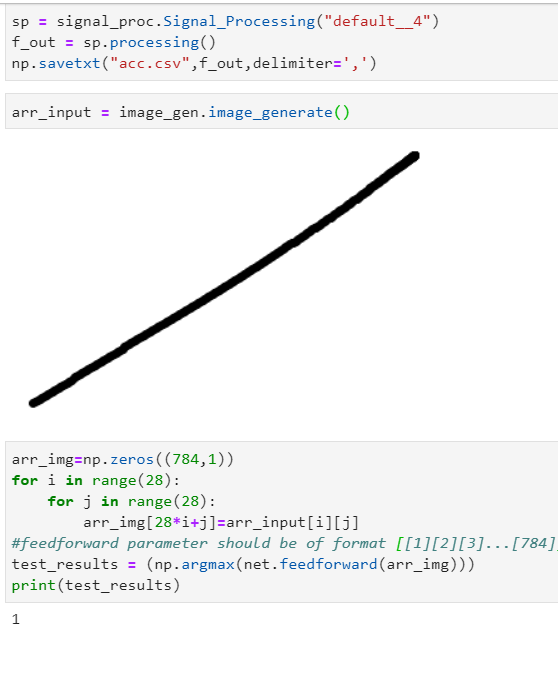 sp = signal_proc.Signal_Processing("default__4")
f_out = sp.processing()
np.savetxt("acc.csv",f_out,delimiter=',')
arr_input = image_gen.image_generate()
arr_img=np.zeros((784,1))
for i in range(28):
    for j in range(28):
        arr_img[28*i+j]=arr_input[i][j]
#feedforward parameter should be of format [[1][2][3]...[784]
test_results = (np.argmax(net.feedforward(arr_img)))
print(test_results)
1